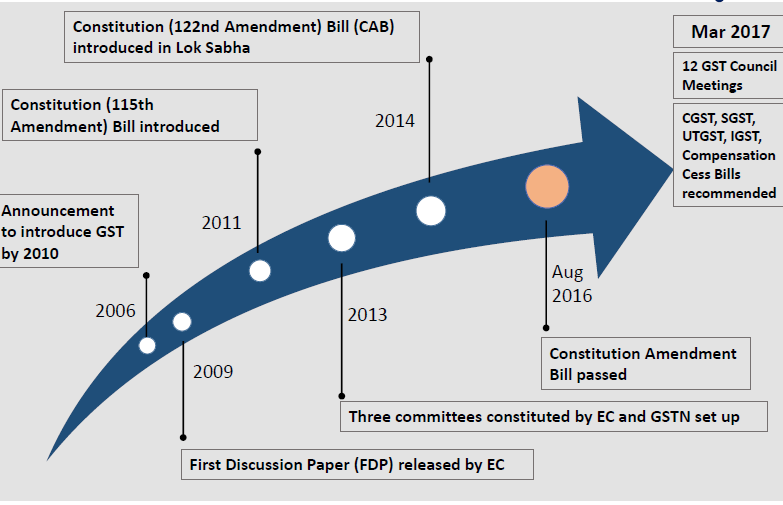 Constitution (122nd Amendment) Bill (CAB)
introduced in Lok Sabha
Mar 2017
12 GST Council
Meetings
Constitution (115th
Amendment) Bill introduced
CGST, SGST,
UTGST, IGST,
Compensation
Cess Bills
recommended
2014
Announcement
to introduce GST
by 2010
2011
2006
2013
Aug
2016
2009
Constitution Amendment
Bill passed
Three committees constituted by EC and GSTN set up
First Discussion Paper (FDP) released by EC